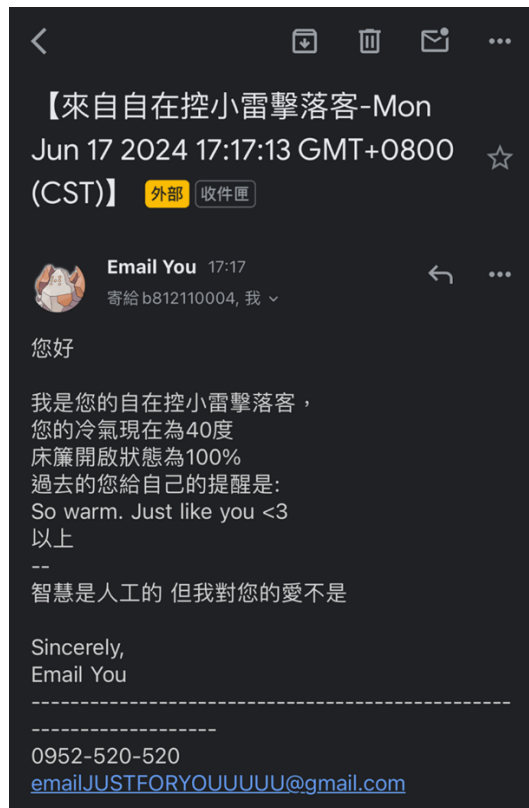 【來自自在控小雷擊落客-Mon
Jun 17 2024 17:17:13 GMT+0800
(CST)】 外部 收件匣
Email You 17:17
寄給 b812110004, 我
您好
我是您的自在控小雷擊落客，
您的冷氣現在為40度
床簾開啟狀態為100%
過去的您給自己的提醒是:
So warm. Just like you <3
以上
--
智慧是人工的 但我對您的愛不是
Sincerely,
Email You
-------------------------------------------------
-------------------
0952-520-520
emailJUSTFORYOUUUUU@gmail.com